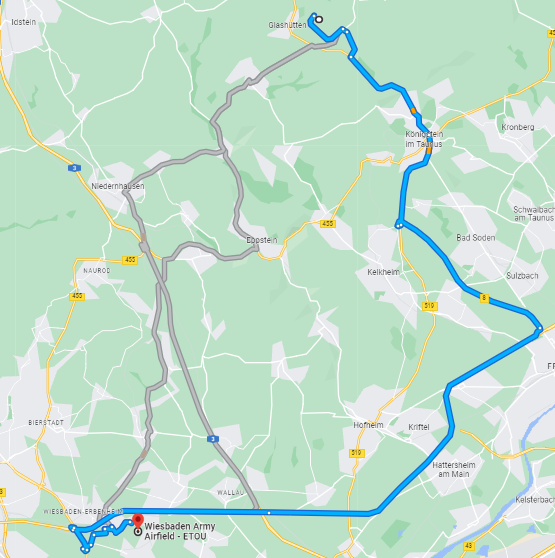 Idstein
Glashütten
45
Königstein
im Taunus
Kronberg
3
Niedernhausen
Schwalbach
am Taunus
455
Eppstein
Bad Soden
455
NAUROD
Kelkheim
Sulzbach
455
519
8
BIERSTADT
Hofheim
Kriftel
3
519
Hattersheim
am Main
WALLAU
Kelsterbach
WIESBADEN-ERBENHEIM
Wiesbaden Army
Airfield - ETOU
43